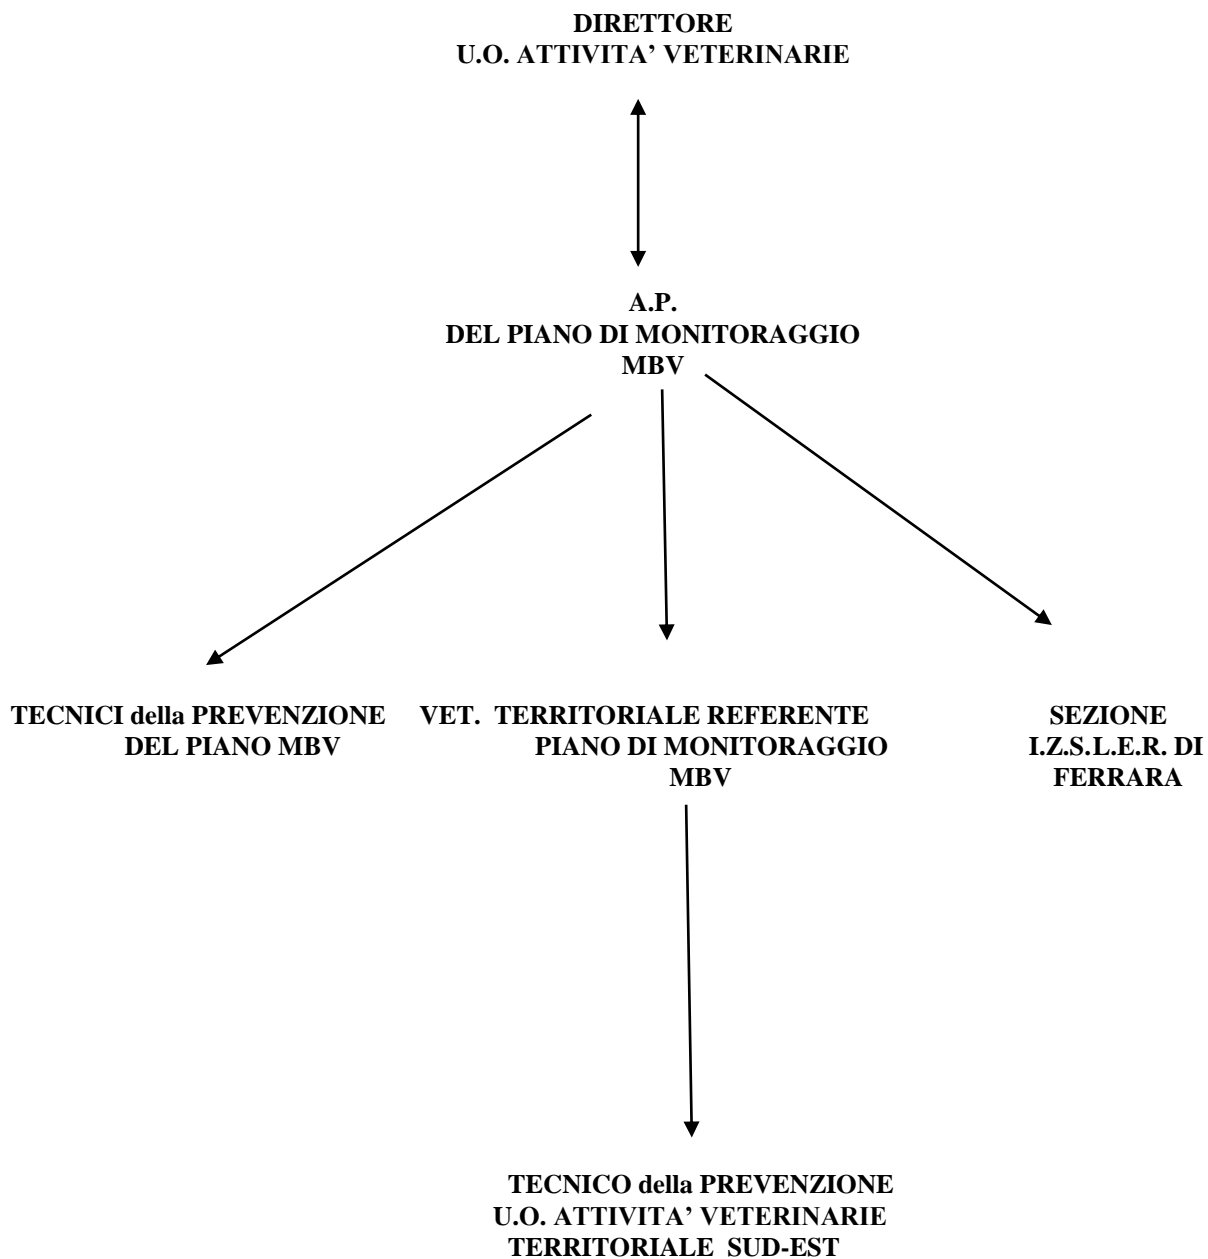 DIRETTORE
U.O. ATTIVITA’ VETERINARIE
A.P.
DEL PIANO DI MONITORAGGIO
MBV
TECNICI della PREVENZIONE
DEL PIANO MBV
VET. TERRITORIALE REFERENTE
PIANO DI MONITORAGGIO
MBV
SEZIONE
I.Z.S.L.E.R. DI
FERRARA
TECNICO della PREVENZIONE
U.O. ATTIVITA’ VETERINARIE
TERRITORIALE SUD-EST